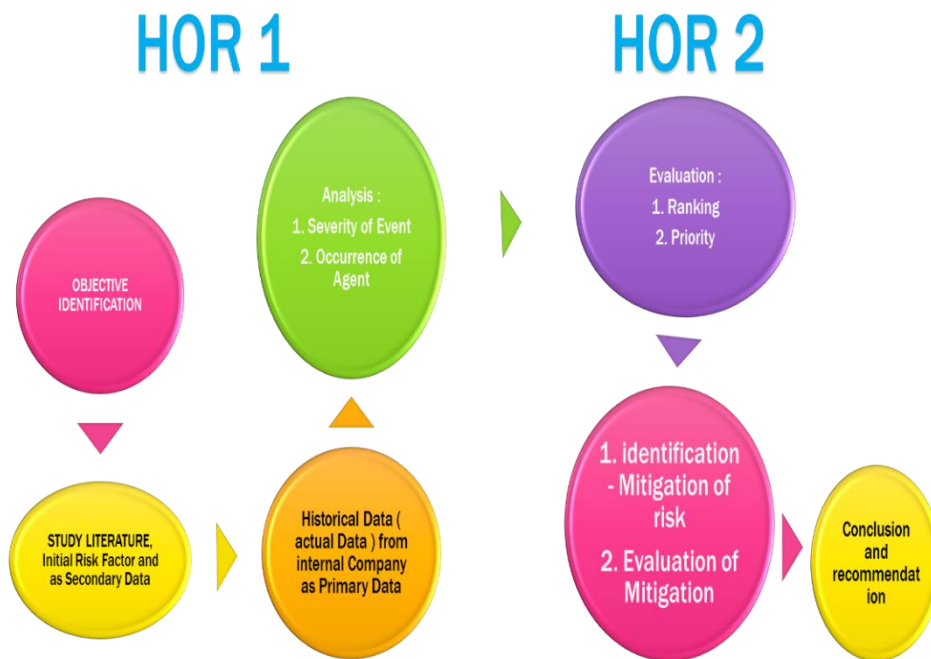 HOR 1
HOR 2
OBJECTIVE
IDENTIFICATION
STUDY LITERATURE,
Initial Risk Factor and
as Secondary Data
Historical Data (
actual Data ) from
internal Company
as Primary Data
Analysis :
1. Severity of Event
2. Occurrence of
Agent
Evaluation :
1. Ranking
2. Priority
1. identification
- Mitigation of
risk
2. Evaluation of
Mitigation
Conclusion
and
recommendat
ion